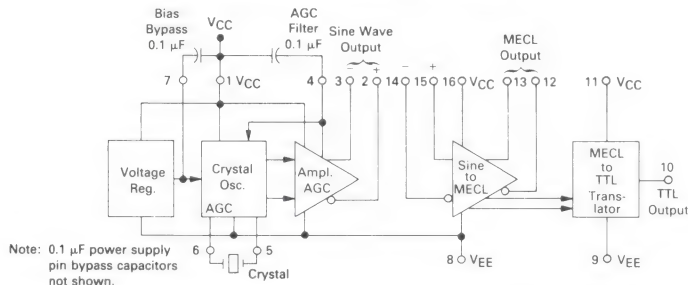 Bias
Bypass
0.1 μF
VCC
AGC
Filter
0.1 μF
Sine Wave
Output
MECL
Output
7
1 VCC
4
3
−
2
+
14
−
15
+
16
VCC
13
12
11
VCC
Voltage
Reg.
Crystal
Osc.
AGC
Ampl.
AGC
Sine
to
MECL
MECL
to
TTL
Trans-
lator
10
TTL
Output
6
5
Crystal
8
VEE
9
VEE
Note: 0.1 μF power supply
pin bypass capacitors
not shown.